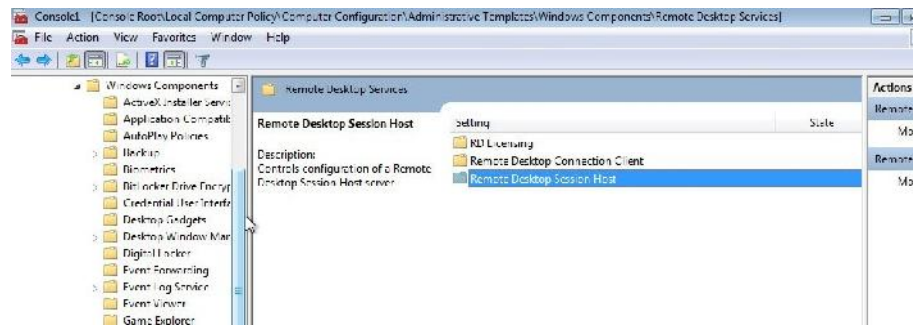 Console1 - [Console Root\Local Computer Policy\Computer Configuration\Administrative Templates\Windows Components\Remote Desktop Services]
File Action View Favorites Window Help
Windows Components
ActiveX Installer Servic
Application Compatib
AutoPlay Policies
Backup
Biometrics
BitLocker Drive Encryp
Credential User Interfa
Desktop Gadgets
Desktop Window Man
Digital Locker
Event Forwarding
Event Log Service
Event Viewer
Game Explorer
Remote Desktop Services
Remote Desktop Session Host
Description:
Controls configuration of a Remote
Desktop Session Host server
Setting State
RD Licensing
Remote Desktop Connection Client
Remote Desktop Session Host
Actions
Remote
Mo
Remote
Mo